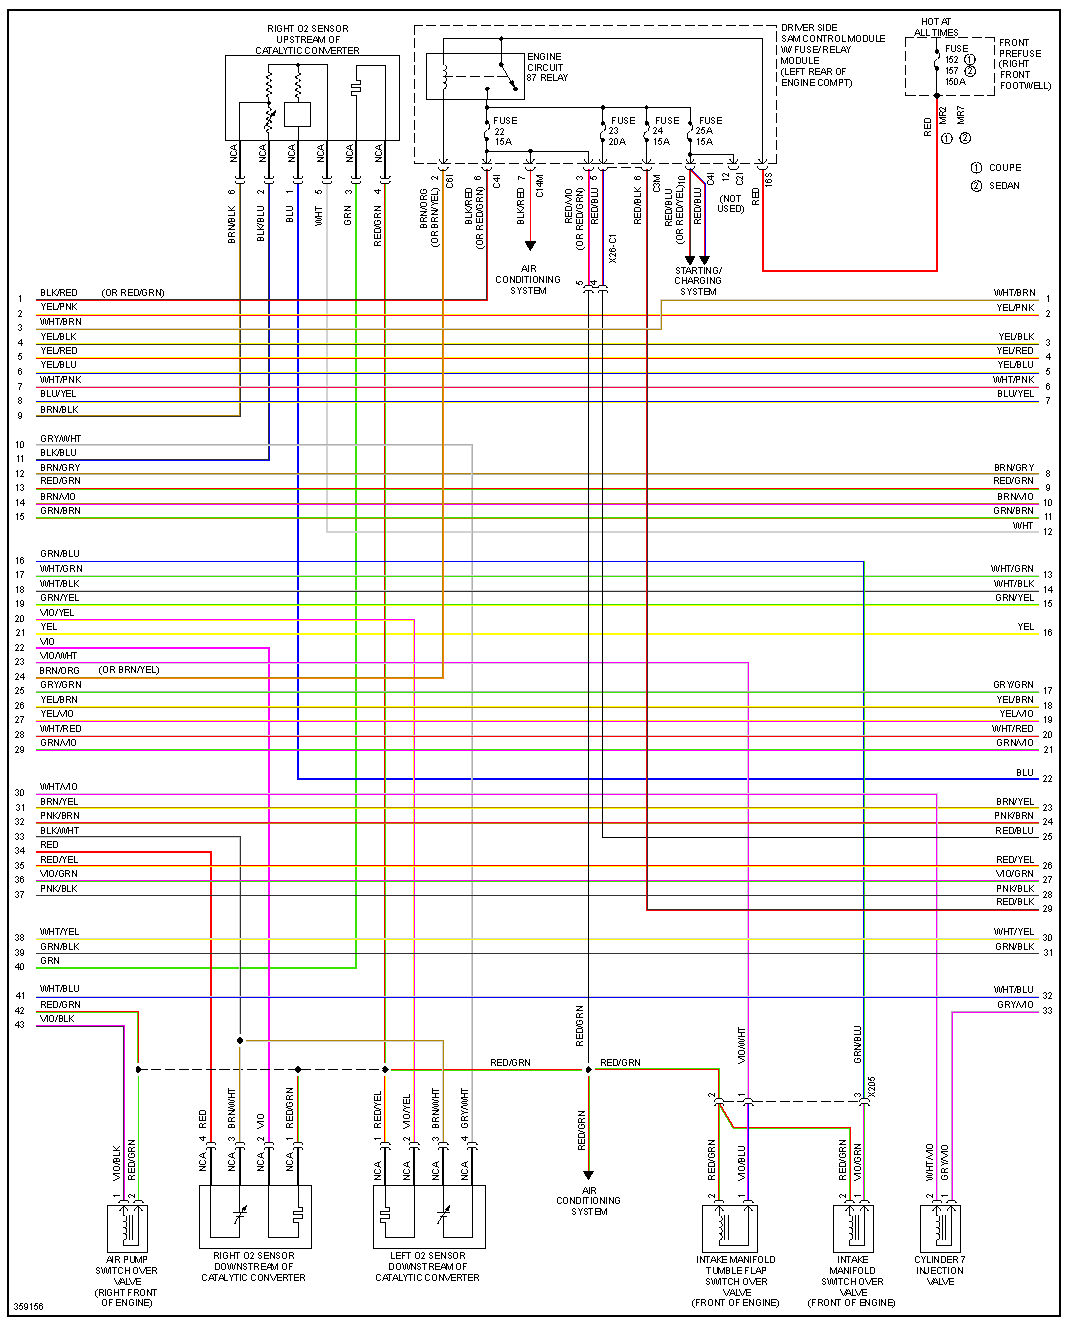 RIGHT O2 SENSOR
UPSTREAM OF
CATALYTIC CONVERTER
ENGINE
CIRCUIT
87 RELAY
DRIVER SIDE
SAM CONTROL MODULE
W/ FUSE/RELAY
MODULE
(LEFT REAR OF
ENGINE COMPT)
HOT AT
ALL TIMES
FUSE
152 1
157 2
150A
FRONT
PREFUSE
(RIGHT
FRONT
FOOTWELL)
FUSE
22
15A
FUSE
23
20A
FUSE
24
15A
FUSE
25A
15A
RED
MR2
MR7
1
2
1 COUPE
2 SEDAN
NCA
NCA
NCA
NCA
NCA
NCA
6
2
1
5
3
4
BRN/BLK
BLK/BLU
BLU
WHT
GRN
RED/GRN
2
C6I
6
C4I
7
C14M
3
5
6
C3M
10
C4I
12
C2I
16S
BRN/ORG
(OR BRN/YEL)
BLK/RED
(OR RED/GRN)
BLK/RED
RED/VIO
(OR RED/GRN)
RED/BLU
X26-C1
RED/BLK
RED/BLU
(OR RED/YEL)
RED/BLU
(NOT
USED)
RED
AIR
CONDITIONING
SYSTEM
STARTING/
CHARGING
SYSTEM
5
4
1 BLK/RED (OR RED/GRN)
WHT/BRN 1
2 YEL/PNK
YEL/PNK 2
3 WHT/BRN
4 YEL/BLK
YEL/BLK 3
5 YEL/RED
YEL/RED 4
6 YEL/BLU
YEL/BLU 5
7 WHT/PNK
WHT/PNK 6
8 BLU/YEL
BLU/YEL 7
9 BRN/BLK
10 GRY/WHT
11 BLK/BLU
12 BRN/GRY
BRN/GRY 8
13 RED/GRN
RED/GRN 9
14 BRN/VIO
BRN/VIO 10
15 GRN/BRN
GRN/BRN 11
WHT 12
16 GRN/BLU
17 WHT/GRN
WHT/GRN 13
18 WHT/BLK
WHT/BLK 14
19 GRN/YEL
GRN/YEL 15
20 VIO/YEL
21 YEL
YEL 16
22 VIO
23 VIO/WHT
24 BRN/ORG (OR BRN/YEL)
25 GRY/GRN
GRY/GRN 17
26 YEL/BRN
YEL/BRN 18
27 YEL/VIO
YEL/VIO 19
28 WHT/RED
WHT/RED 20
29 GRN/VIO
GRN/VIO 21
BLU 22
30 WHT/VIO
31 BRN/YEL
BRN/YEL 23
32 PNK/BRN
PNK/BRN 24
33 BLK/WHT
RED/BLU 25
34 RED
35 RED/YEL
RED/YEL 26
36 VIO/GRN
VIO/GRN 27
37 PNK/BLK
PNK/BLK 28
RED/BLK 29
38 WHT/YEL
WHT/YEL 30
39 GRN/BLK
GRN/BLK 31
40 GRN
41 WHT/BLU
WHT/BLU 32
42 RED/GRN
GRY/VIO 33
43 VIO/BLK
RED/GRN
VIO/WHT
GRN/BLU
RED/GRN
RED/GRN
2
1
3
X205
VIO/BLK
RED/GRN
RED
BRN/WHT
VIO
RED/GRN
RED/YEL
VIO/YEL
BRN/WHT
GRY/WHT
RED/GRN
RED/GRN
VIO/BLU
RED/GRN
VIO/GRN
WHT/VIO
GRY/VIO
4
3
2
1
1
2
3
4
NCA
NCA
NCA
NCA
NCA
NCA
NCA
NCA
1
2
2
1
2
1
2
1
AIR PUMP
SWITCH OVER
VALVE
(RIGHT FRONT
OF ENGINE)
RIGHT O2 SENSOR
DOWNSTREAM OF
CATALYTIC CONVERTER
LEFT O2 SENSOR
DOWNSTREAM OF
CATALYTIC CONVERTER
AIR
CONDITIONING
SYSTEM
INTAKE MANIFOLD
TUMBLE FLAP
SWITCH OVER
VALVE
(FRONT OF ENGINE)
INTAKE
MANIFOLD
SWITCH OVER
VALVE
(FRONT OF ENGINE)
CYLINDER 7
INJECTION
VALVE
359156